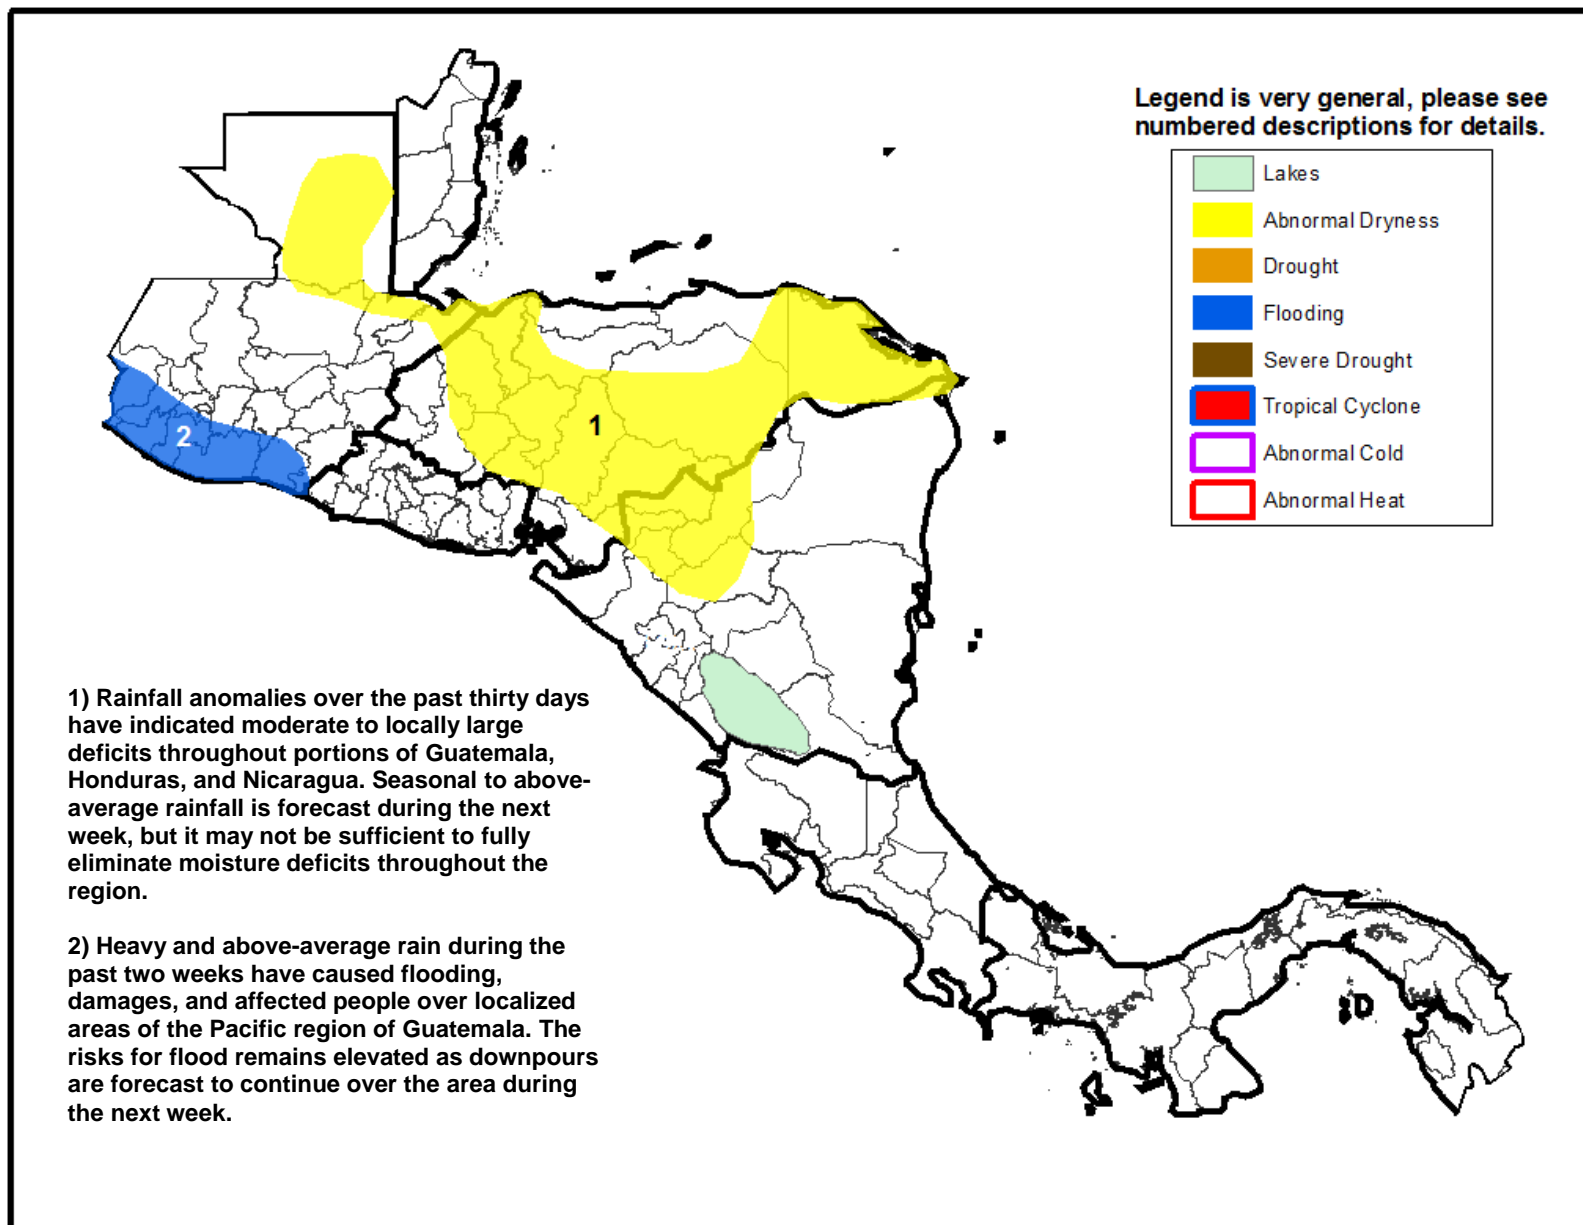 Legend is very general, please see
numbered descriptions for details.
Lakes
Abnormal Dryness
Drought
Flooding
Severe Drought
Tropical Cyclone
Abnormal Cold
Abnormal Heat
1
2
1) Rainfall anomalies over the past thirty days
have indicated moderate to locally large
deficits throughout portions of Guatemala,
Honduras, and Nicaragua. Seasonal to above-
average rainfall is forecast during the next
week, but it may not be sufficient to fully
eliminate moisture deficits throughout the
region.
2) Heavy and above-average rain during the
past two weeks have caused flooding,
damages, and affected people over localized
areas of the Pacific region of Guatemala. The
risks for flood remains elevated as downpours
are forecast to continue over the area during
the next week.